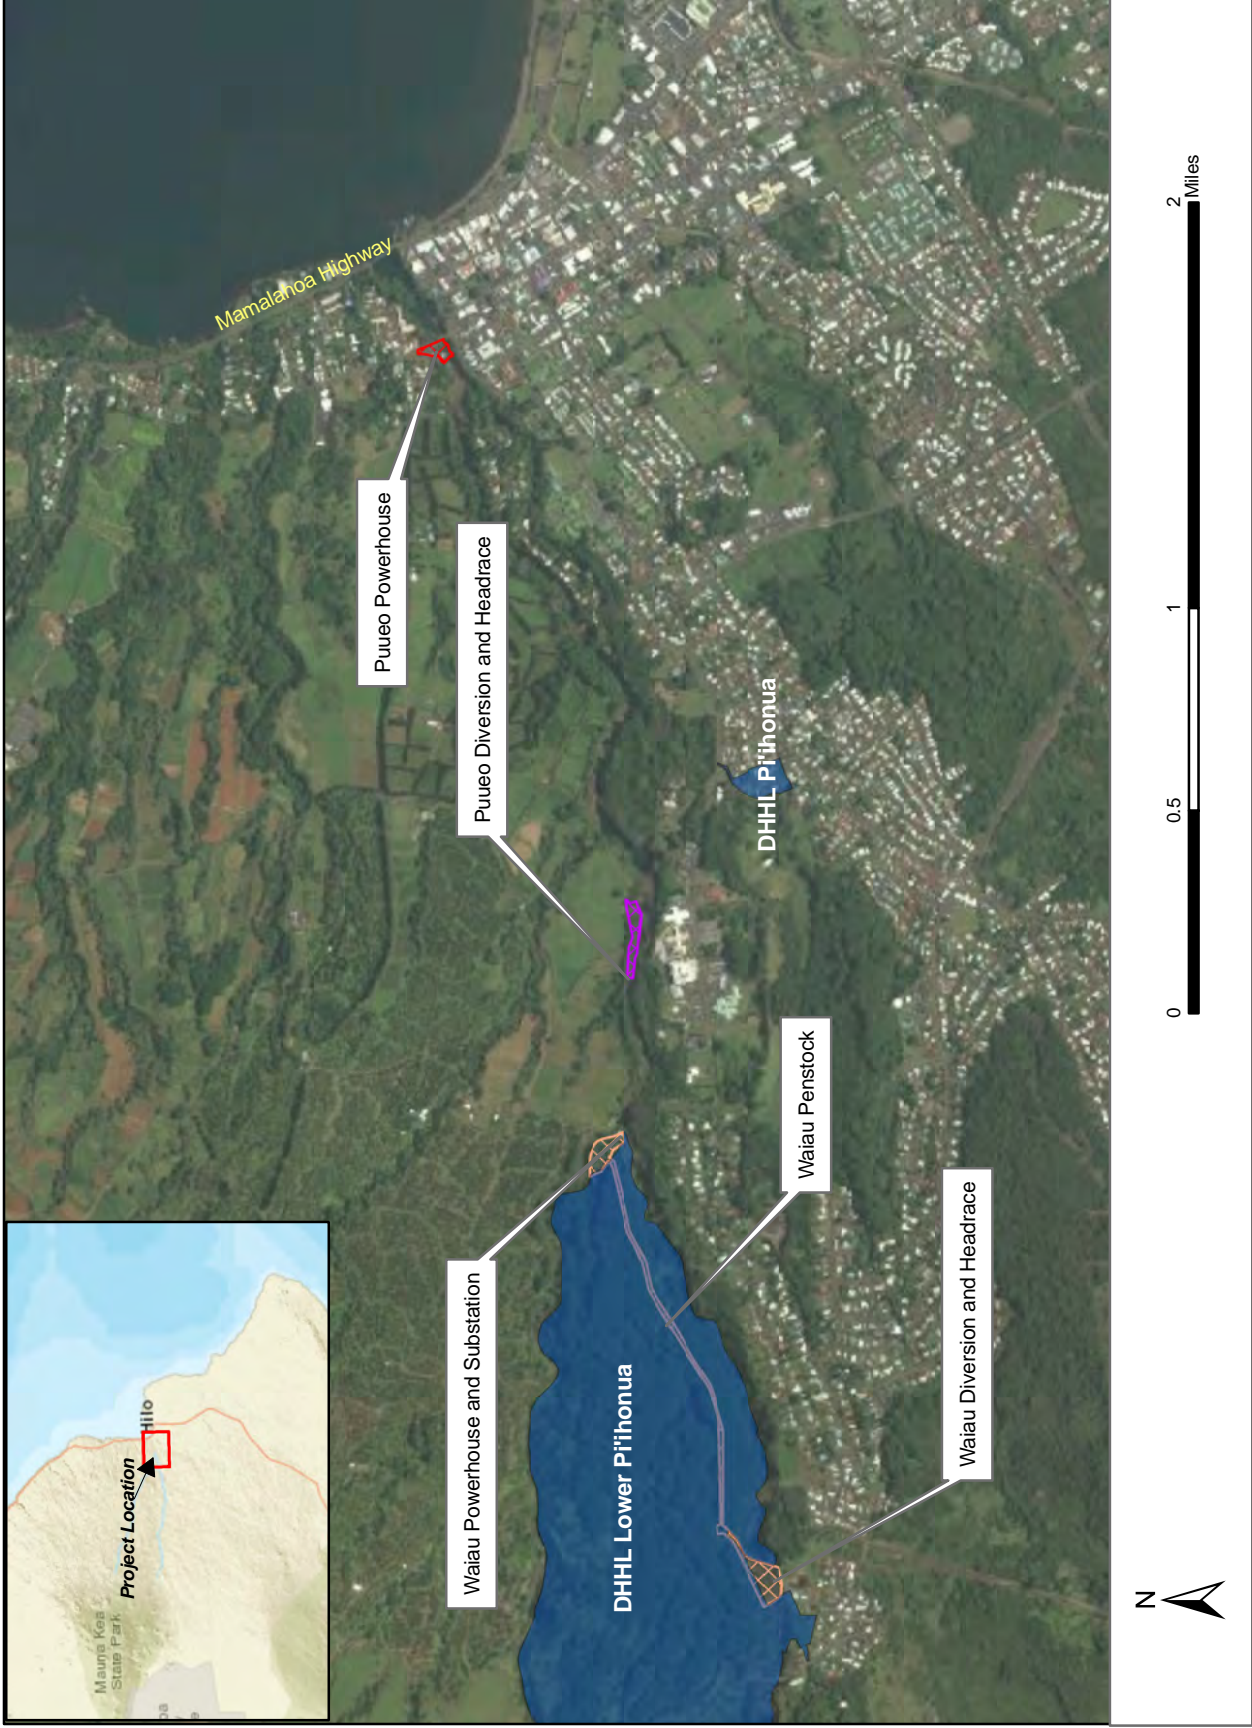 Mauna Kea
State Park
Project Location
Hilo
Mamalahoa Highway
Puueo Powerhouse
Puueo Diversion and Headrace
Waiau Powerhouse and Substation
DHHL Lower Pi'ihonua
DHHL Pi'ihonua
Waiau Penstock
Waiau Diversion and Headrace
N
0
0.5
1
2
Miles